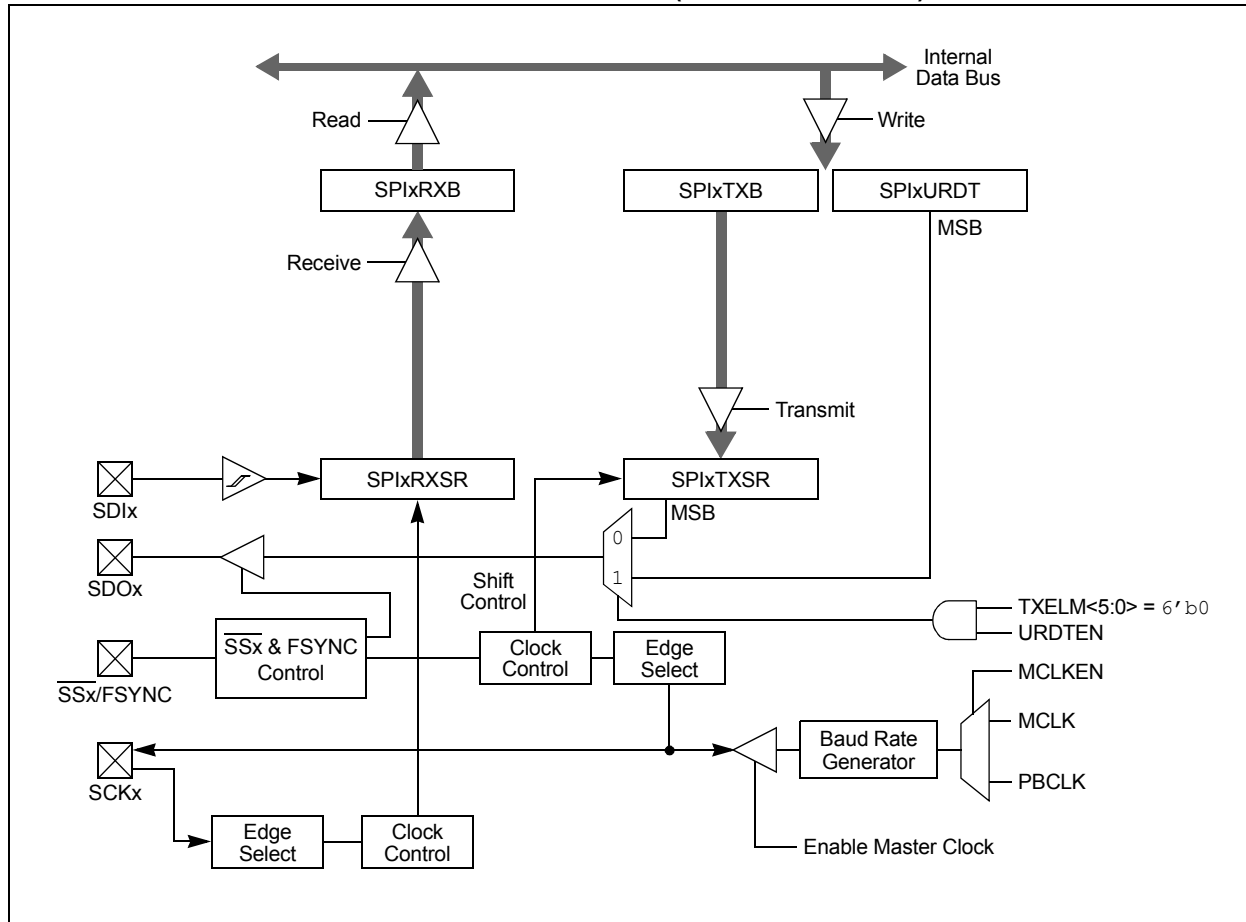 Internal
Data Bus
Read
Write
SPIxRXB
SPIxTXB
SPIxURDT
MSB
Receive
Transmit
SPIxRXSR
SPIxTXSR
SDIx
MSB
0
SDOx
1
Shift
Control
TXELM<5:0> = 6'b0
URDTEN
SSx & FSYNC
Control
Clock
Control
Edge
Select
SSx/FSYNC
MCLKEN
MCLK
Baud Rate
Generator
PBCLK
SCKx
Edge
Select
Clock
Control
Enable Master Clock